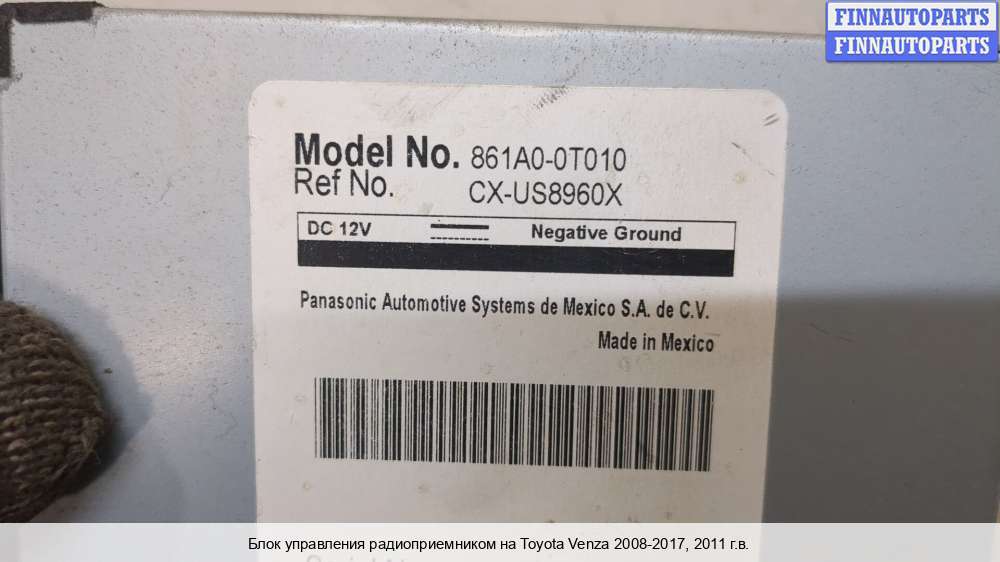 FINNAUTOPARTS
FINNAUTOPARTS
Model No. 861A0-0T010
Ref No. CX-US8960X
DC 12V Negative Ground
Panasonic Automotive Systems de Mexico S.A. de C.V.
Made in Mexico
Блок управления радиоприемником на Toyota Venza 2008-2017, 2011 г.в.